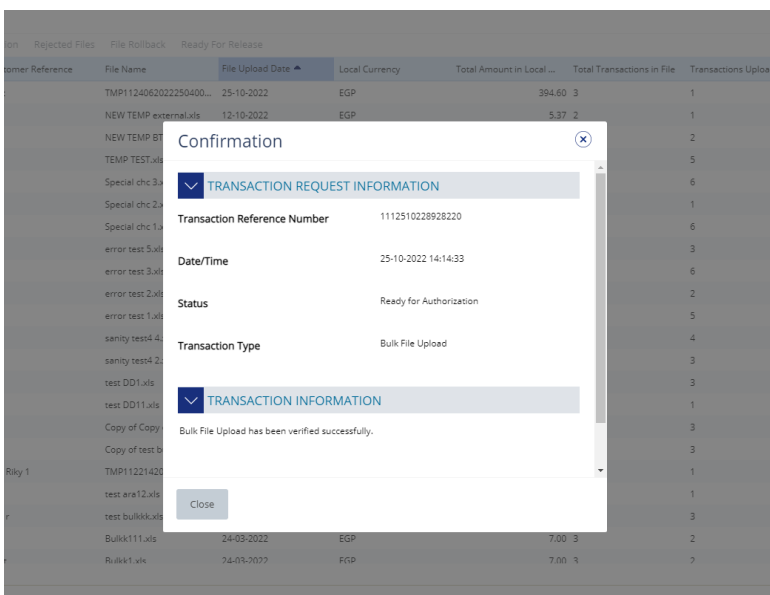 Rejected Files File Rollback Ready For Release
Customer Reference File Name File Upload Date Local Currency Total Amount in Local ... Total Transactions in File Transactions Uploa
TMP1124062022250400... 25-10-2022 EGP 394.60 3 1
NEW TEMP external.xls 12-10-2022 EGP 5.37 2 1
NEW TEMP BT 2
TEMP TEST.xls 5
Special chc 3.x 6
Special chc 2.x 1
Special chc 1.x 6
error test 5.xls 3
error test 3.xls 6
error test 2.xls 2
error test 1.xls 5
sanity test4 4. 4
sanity test4 2. 3
test DD1.xls 3
test DD11.xls 1
Copy of Copy 3
Copy of test b 3
Riky 1 TMP11221420 1
test ara12.xls 1
r test bulkkk.xls 3
Bulkk111.xls 24-03-2022 EGP 7.00 3 2
Bulkk1.xls 24-03-2022 EGP 7.00 3 2
Confirmation
TRANSACTION REQUEST INFORMATION
Transaction Reference Number 1112510228928220
Date/Time 25-10-2022 14:14:33
Status Ready for Authorization
Transaction Type Bulk File Upload
TRANSACTION INFORMATION
Bulk File Upload has been verified successfully.
Close